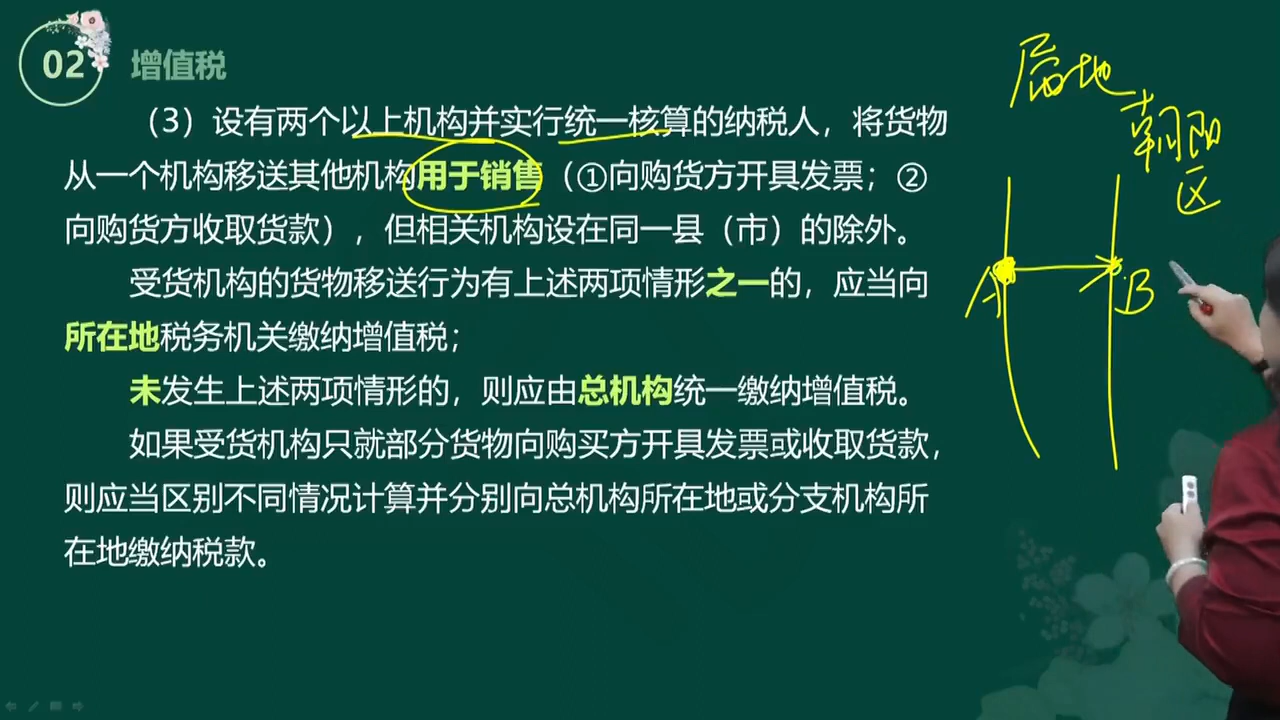 02 增值税
（3）设有两个以上机构并实行统一核算的纳税人，将货物
从一个机构移送其他机构用于销售（①向购货方开具发票；②
向购货方收取货款），但相关机构设在同一县（市）的除外。
受货机构的货物移送行为有上述两项情形之一的，应当向
所在地税务机关缴纳增值税；
未发生上述两项情形的，则应由总机构统一缴纳增值税。
如果受货机构只就部分货物向购买方开具发票或收取货款，
则应当区别不同情况计算并分别向总机构所在地或分支机构所
在地缴纳税款。
属地
朝阳
区
A
B